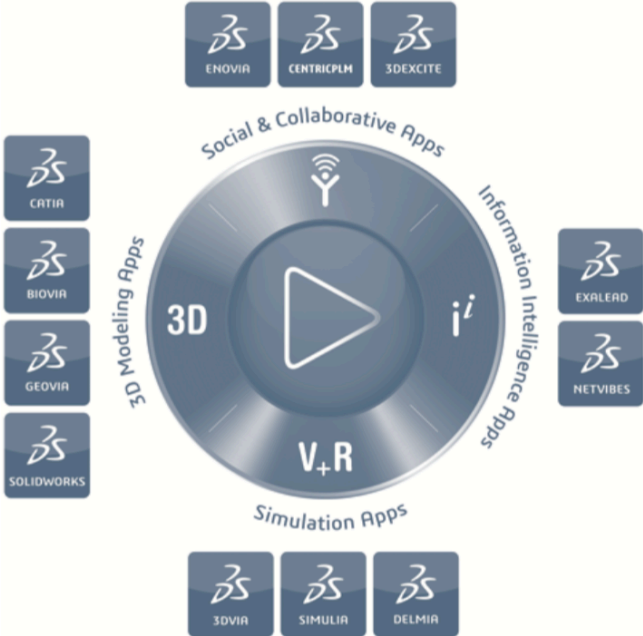 ENOVIA
CENTRICPLM
3DEXCITE
Social & Collaborative Apps
CATIA
BIOVIA
GEOVIA
SOLIDWORKS
3D Modeling Apps
3D
i i
V+R
Information Intelligence Apps
EXALEAD
NETVIBES
Simulation Apps
3DVIA
SIMULIA
DELMIA